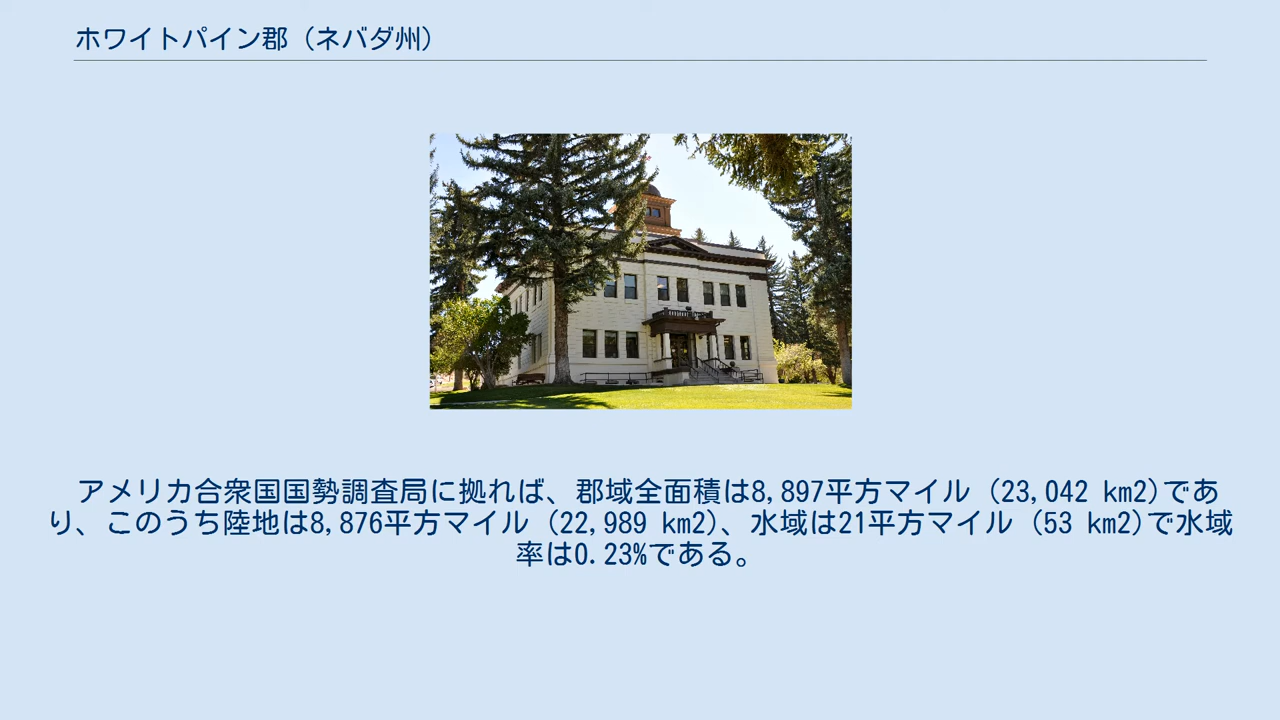 ホワイトパイン郡 (ネバダ州)
アメリカ合衆国国勢調査局に拠れば、郡域全面積は8,897平方マイル (23,042 km2)であ
り、このうち陸地は8,876平方マイル (22,989 km2)、水域は21平方マイル (53 km2)で水域
率は0.23%である。